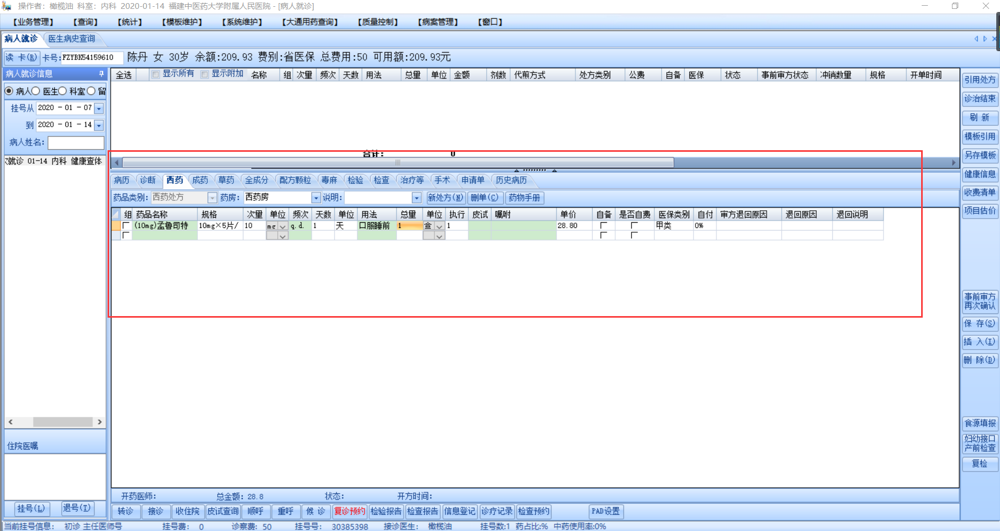 操作者：橄榄油 科室：内科 2020-01-14 福建中医药大学附属人民医院 - [病人就诊]
【业务管理】 【查询】 【统计】 【模板维护】 【系统维护】 【大通用药查询】 【质量控制】 【病案管理】 【窗口】
病人就诊 医生病史查询
读 卡(R) 卡号: FZYBK54159610 陈丹 女 30岁 余额:209.93 费别:省医保 总费用:50 可用额:209.93元
病人就诊信息
病人 医生 科室 留
挂号从 2020 - 01 - 07
到 2020 - 01 - 14
病人姓名:
就诊 01-14 内科 健康查体
住院医嘱
挂号(L) 退号(T)
全选 显示所有 显示附加 名称 组 次量 频次 天数 用法 总量 单位 金额 剂数 代煎方式 处方类别 公费 自备 医保 状态 事前审方状态 冲销数量 规格 开单时间
合计: 0
病历 诊断 西药 成药 草药 全成分 配方颗粒 毒麻 检验 检查 治疗等 手术 申请单 历史病历
药品类别: 西药处方 药房: 西药房 说明: 新处方(N) 删单(C) 药物手册
组 药品名称 规格 次量 单位 频次 天数 单位 用法 总量 单位 执行 皮试 嘱咐 单价 自备 是否自费 医保类别 自付 审方退回原因 退回原因 退回说明
(10mg)孟鲁司特 10mg×5片/ 10 mg q.d. 1 天 口服睡前 1 盒 1 28.80 甲类 0%
开药医师: 总金额: 28.8 状态: 开方时间:
转诊 接诊 收住院 皮试查询 顺呼 重呼 候 诊 复诊预约 检验报告 检查报告 信息登记 诊疗记录 检查预约 PAD设置
引用处方
诊治结束
刷 新
模板引用
另存模板
健康信息
收费清单
项目估价
事前审方
再次确认
保 存(S)
插 入(I)
删 除(D)
食源填报
妇幼接口
产前检查
复检
当前挂号信息: 初诊 主任医师号 挂号费: 0 诊察费: 50 挂号号: 30385398 接诊医生: 橄榄油 挂号数:1 药占比:% 中药使用率:0%